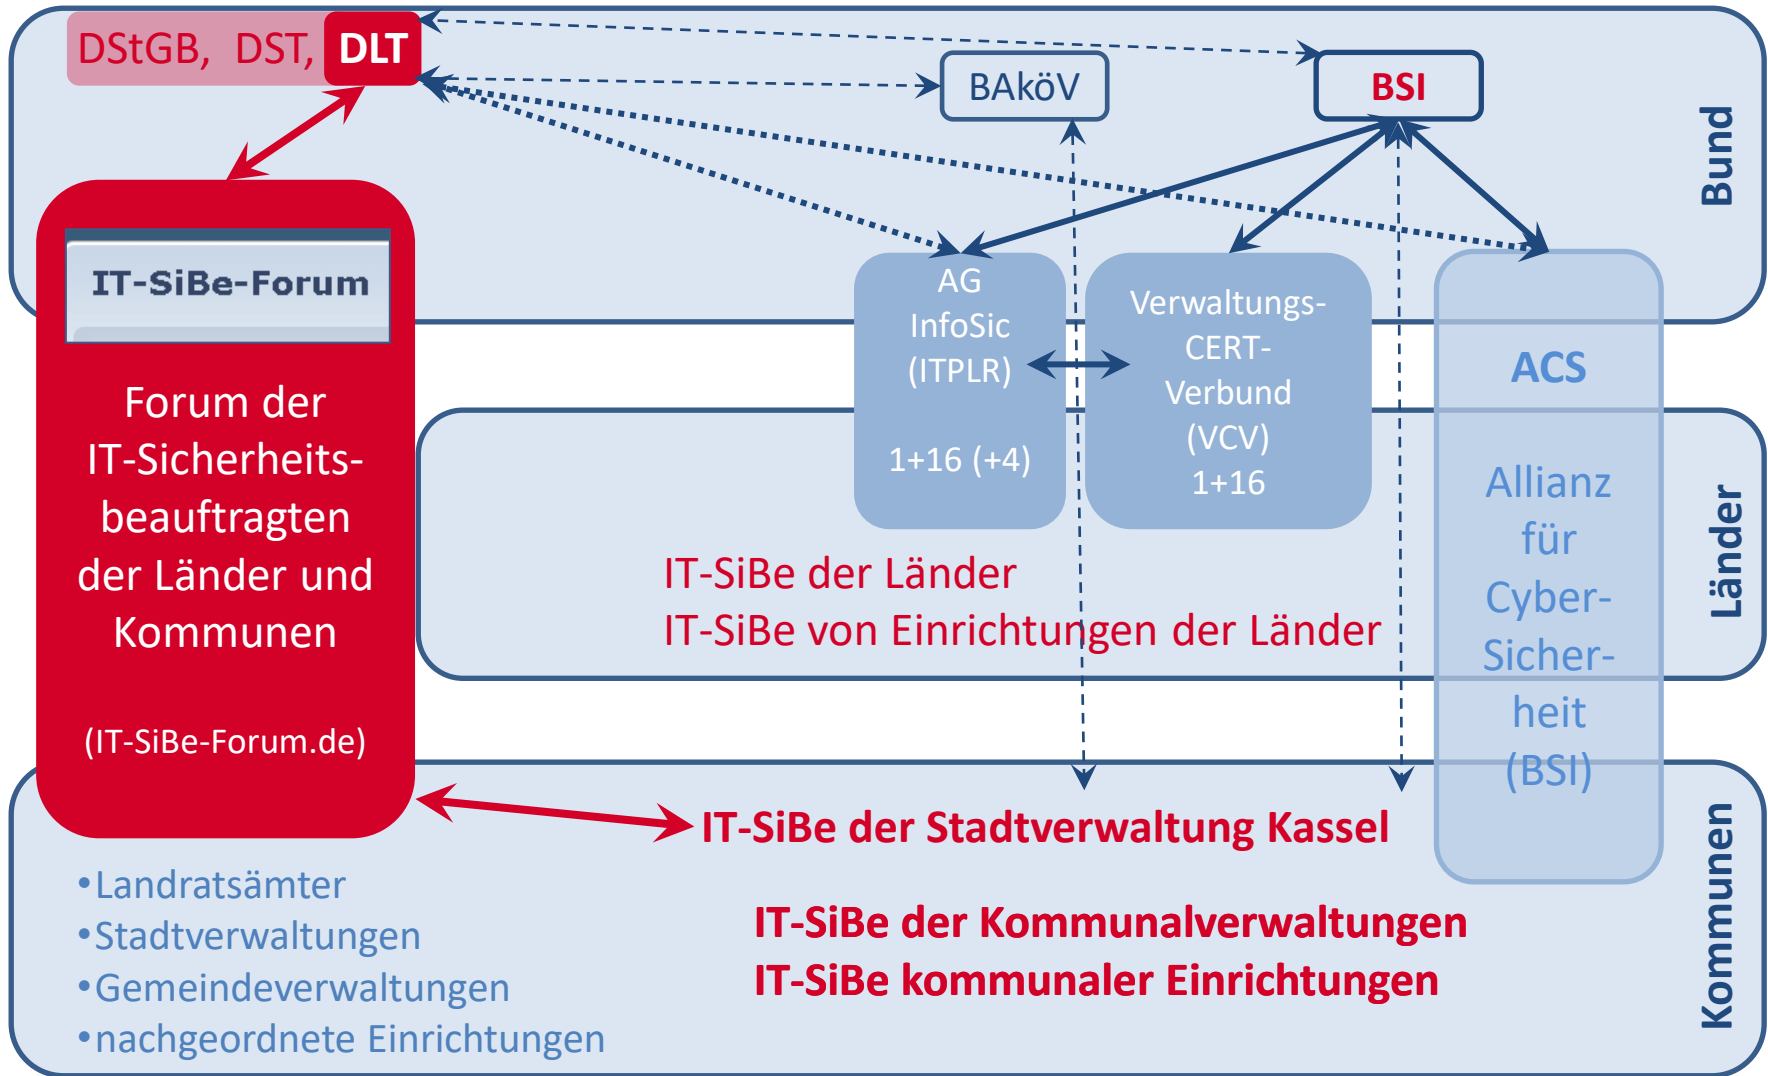 DStGB, DST, DLT
BAköV
BSI
Bund
IT-SiBe-Forum
Forum der
IT-Sicherheits-
beauftragten
der Länder und
Kommunen
(IT-SiBe-Forum.de)
AG
InfoSic
(ITPLR)
1+16 (+4)
Verwaltungs-
CERT-
Verbund
(VCV)
1+16
ACS
Allianz
für
Cyber-
Sicher-
heit
(BSI)
Länder
IT-SiBe der Länder
IT-SiBe von Einrichtungen der Länder
IT-SiBe der Stadtverwaltung Kassel
IT-SiBe der Kommunalverwaltungen
IT-SiBe kommunaler Einrichtungen
•Landratsämter
•Stadtverwaltungen
•Gemeindeverwaltungen
•nachgeordnete Einrichtungen
Kommunen